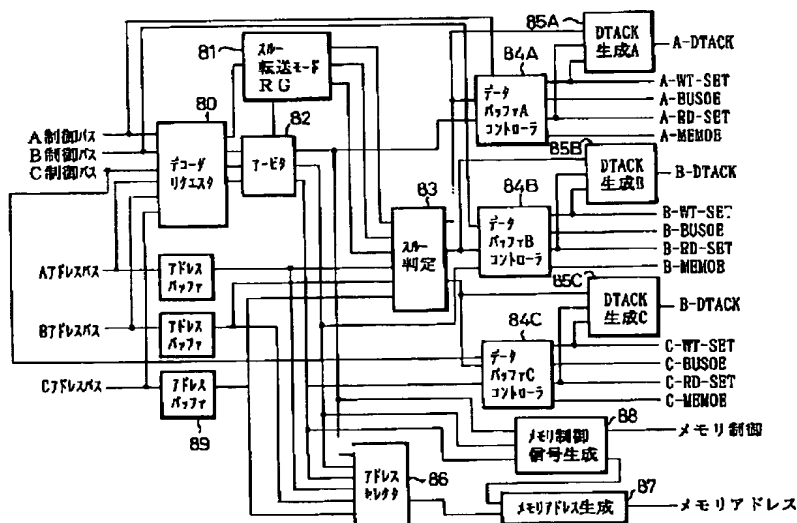 85A
DTACK
生成A
A-DTACK
81
スルー
転送モード
RG
84A
データ
バッファA
コントローラ
A-WT-SET
A-BUSOE
A-RD-SET
A-MEMOE
80
82
A制御バス
B制御バス
C制御バス
デコーダ
リクエスタ
アービタ
85B
DTACK
生成B
B-DTACK
83
スルー
判定
84B
データ
バッファB
コントローラ
B-WT-SET
B-BUSOE
B-RD-SET
B-MEMOE
Aアドレスバス
アドレス
バッファ
85C
DTACK
生成C
B-DTACK
Bアドレスバス
アドレス
バッファ
84C
データ
バッファC
コントローラ
C-WT-SET
C-BUSOE
C-RD-SET
C-MEMOE
Cアドレスバス
アドレス
バッファ
89
88
メモリ制御
信号生成
メモリ制御
アドレス
セレクタ
86
87
メモリアドレス生成
メモリアドレス